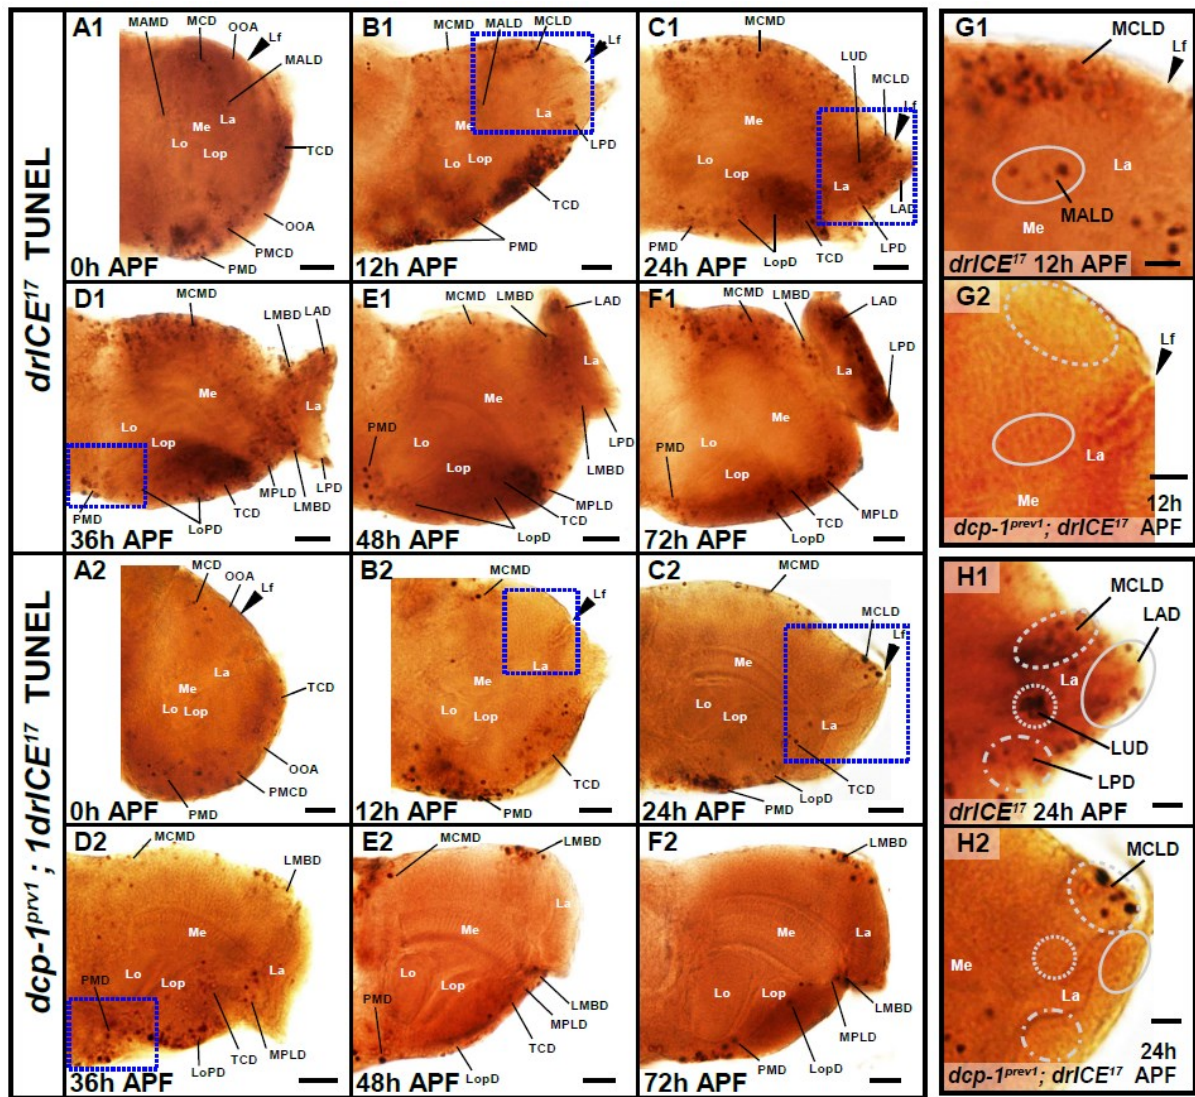 drICE17 TUNEL
A1
MAMD
MCD
OOA
Lf
MALD
La
Me
Lo
Lop
TCD
OOA
PMCD
PMD
0h APF
B1
MCMD
MALD
MCLD
Lf
Me
La
Lo
Lop
LPD
TCD
PMD
12h APF
C1
MCMD
LUD
MCLD
Lf
Me
Lo
Lop
La
LAD
LPD
PMD
LopD
TCD
24h APF
D1
MCMD
LMBD
LAD
Me
La
Lo
Lop
PMD
LoPD
TCD
MPLD
LMBD
LPD
36h APF
E1
MCMD
LMBD
LAD
La
Me
PMD
Lo
Lop
LPD
LMBD
MPLD
TCD
LopD
48h APF
F1
MCMD
LMBD
LAD
LPD
La
Me
Lo
Lop
PMD
TCD
MPLD
LopD
72h APF
dcp-1prv1 ; 1drICE17 TUNEL
A2
MCD
OOA
Lf
La
Me
Lo
Lop
TCD
OOA
PMCD
PMD
0h APF
B2
MCMD
Lf
La
Me
Lo
Lop
TCD
PMD
12h APF
C2
MCMD
MCLD
Lf
Me
Lo
Lop
La
TCD
LopD
PMD
24h APF
D2
MCMD
LMBD
Me
Lo
Lop
La
PMD
LoPD
TCD
MPLD
36h APF
E2
MCMD
LMBD
La
Me
Lo
Lop
PMD
LMBD
MPLD
TCD
LopD
48h APF
F2
LMBD
La
Me
Lo
Lop
LMBD
MPLD
LopD
PMD
72h APF
G1
MCLD
Lf
La
MALD
Me
drICE17 12h APF
G2
Lf
La
Me
12h
dcp-1prev1; drICE17 APF
H1
MCLD
LAD
La
LUD
LPD
drICE17 24h APF
H2
MCLD
Me
La
24h
dcp-1prev1; drICE17 APF